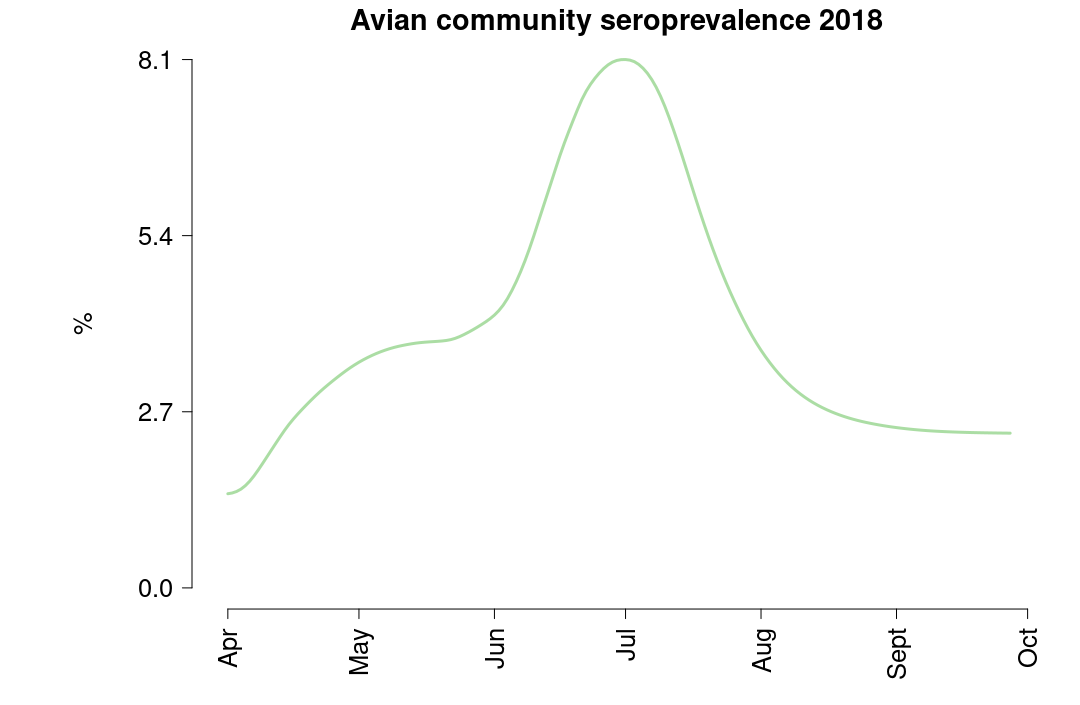 Avian community seroprevalence 2018
8.1
5.4
2.7
0.0
%
Apr
May
Jun
Jul
Aug
Sept
Oct